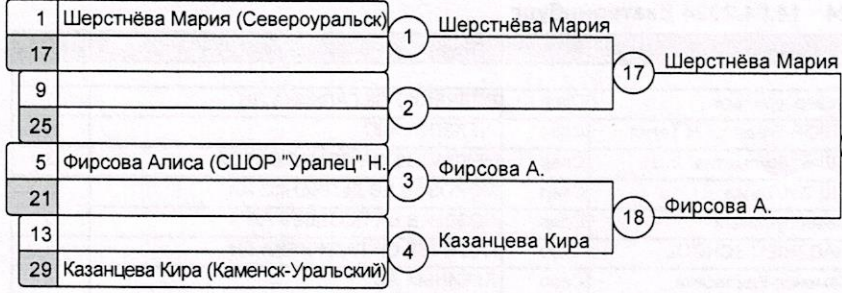 1 Шерстнёва Мария (Североуральск)
17
1 Шерстнёва Мария
9
25
2
17 Шерстнёва Мария
5 Фирсова Алиса (СШОР "Уралец" Н.
21
3 Фирсова А.
13
29 Казанцева Кира (Каменск-Уральский)
4 Казанцева Кира
18 Фирсова А.